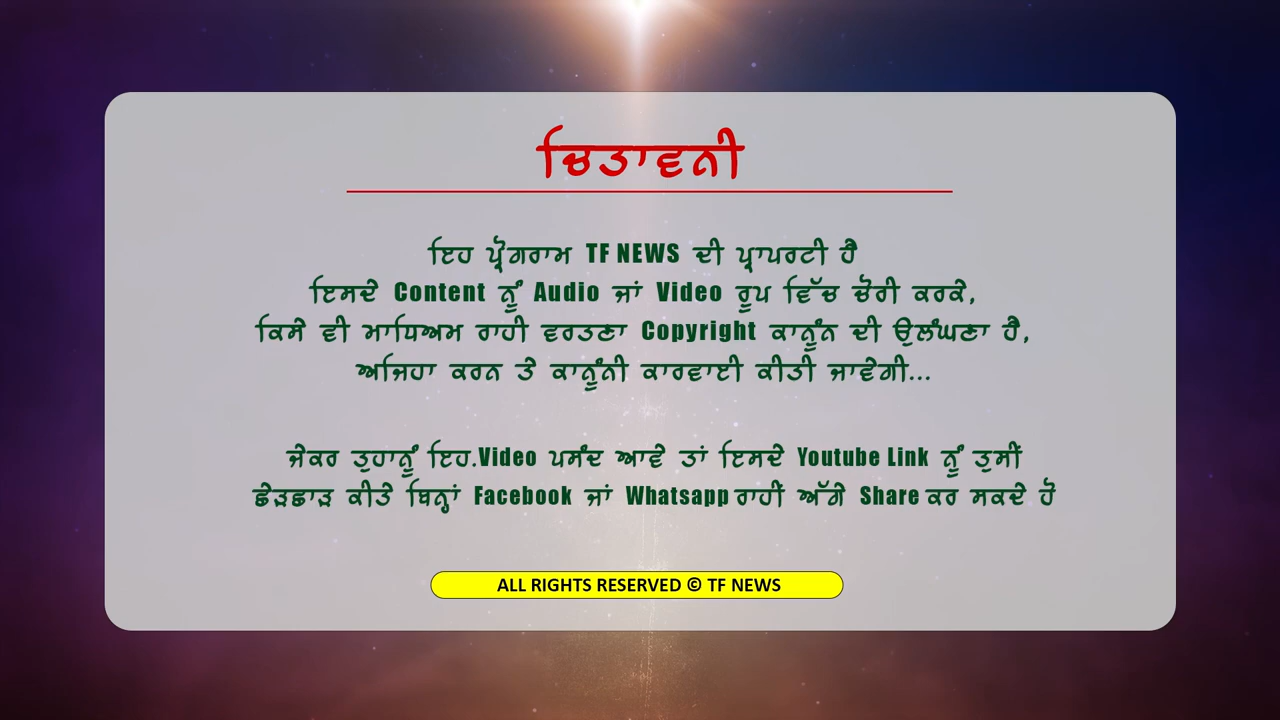 ਚਿਤਾਵਨੀ
ਇਹ ਪ੍ਰੋਗਰਾਮ TF NEWS ਦੀ ਪ੍ਰਾਪਰਟੀ ਹੈ
ਇਸਦੇ Content ਨੂੰ Audio ਜਾਂ Video ਰੂਪ ਵਿੱਚ ਚੋਰੀ ਕਰਕੇ,
ਕਿਸੇ ਵੀ ਮਾਧਿਅਮ ਰਾਹੀ ਵਰਤਣਾ Copyright ਕਾਨੂੰਨ ਦੀ ਉਲੰਘਣਾ ਹੈ,
ਅਜਿਹਾ ਕਰਨ ਤੇ ਕਾਨੂੰਨੀ ਕਾਰਵਾਈ ਕੀਤੀ ਜਾਵੇਗੀ...
ਜੇਕਰ ਤੁਹਾਨੂੰ ਇਹ.Video ਪਸੰਦ ਆਵੇ ਤਾਂ ਇਸਦੇ Youtube Link ਨੂੰ ਤੁਸੀਂ
ਛੇੜਛਾੜ ਕੀਤੇ ਬਿਨ੍ਹਾਂ Facebook ਜਾਂ Whatsapp ਰਾਹੀਂ ਅੱਗੇ Share ਕਰ ਸਕਦੇ ਹੋ
ALL RIGHTS RESERVED © TF NEWS